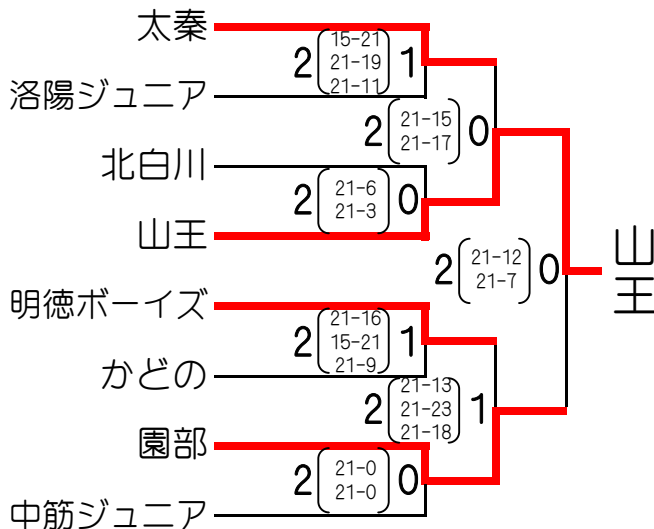 太秦
2 15-21 1
21-19
21-11
洛陽ジュニア
2 21-15 0
21-17
北白川
2 21-6 0
21-3
山王
2 21-12 0
21-7
山王
明徳ボーイズ
2 21-16 1
15-21
21-9
かどの
2 21-13 1
21-23
21-18
園部
2 21-0 0
21-0
中筋ジュニア